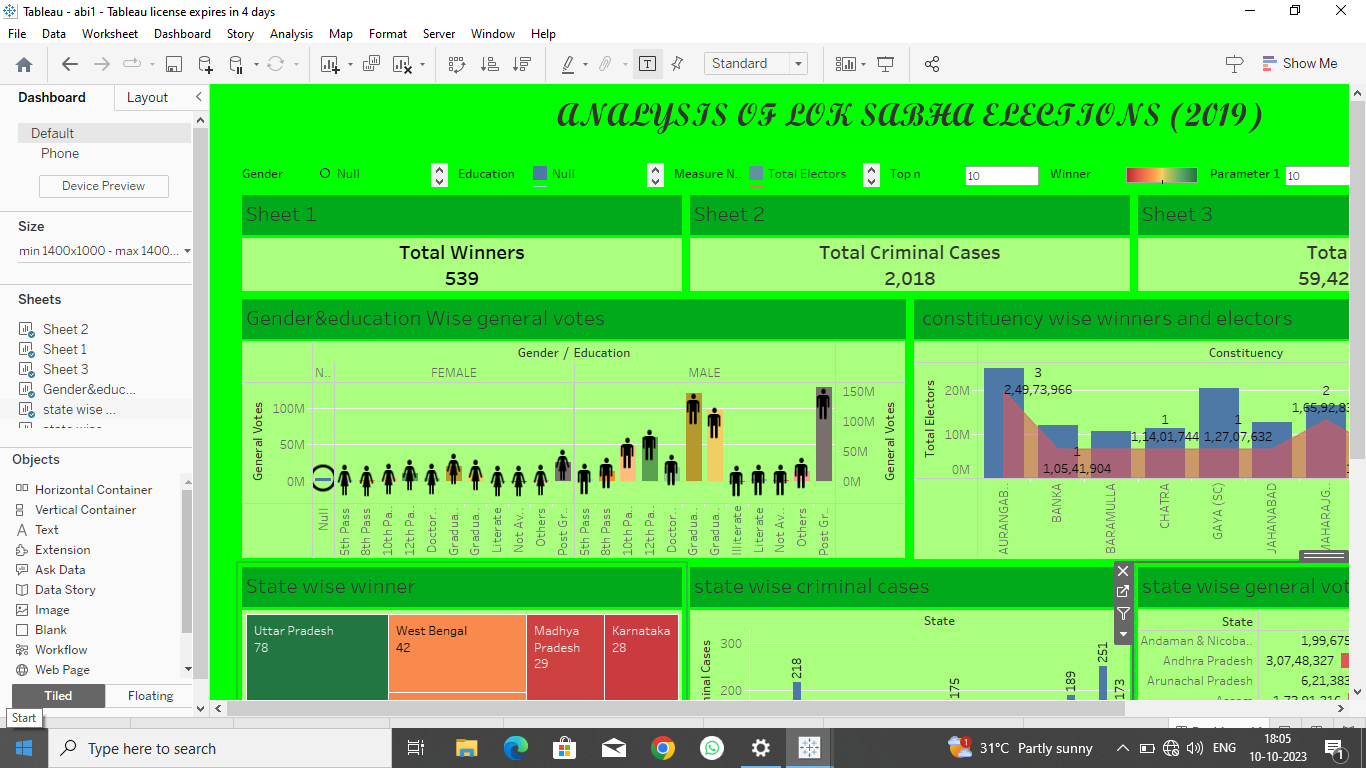 Tableau - abi1 - Tableau license expires in 4 days
File Data Worksheet Dashboard Story Analysis Map Format Server Window Help
Standard
Show Me
Dashboard Layout
Default
Phone
Device Preview
Size
min 1400x1000 - max 1400...
Sheets
Sheet 2
Sheet 1
Sheet 3
Gender&educ...
state wise ...
Objects
Horizontal Container
Vertical Container
Text
Extension
Ask Data
Data Story
Image
Blank
Workflow
Web Page
Tiled Floating
Start
ANALYSIS OF LOK SABHA ELECTIONS (2019)
Gender Null Education Null Measure N.. Total Electors Top n 10 Winner Parameter 1 10
Sheet 1 Sheet 2 Sheet 3
Total Winners
539
Total Criminal Cases
2,018
Tota
59,42
Gender&education Wise general votes
Gender / Education
N.. FEMALE MALE
General Votes
100M
50M
0M
150M
100M
50M
0M
General Votes
Null
5th Pass
8th Pass
10th Pa..
12th Pa..
Doctor..
Gradua..
Gradua..
Literate
Not Av..
Others
Post Gr..
5th Pass
8th Pass
10th Pa..
12th Pa..
Doctor..
Gradua..
Gradua..
Illiterate
Literate
Not Av..
Others
Post Gr..
constituency wise winners and electors
Constituency
Total Electors
20M
10M
0M
3
2,49,73,966
1
1,05,41,904
1
1,14,01,744
1
1,27,07,632
2
1,65,92,83
AURANGAB..
BANKA
BARAMULLA
CHATRA
GAYA (SC)
JAHANABAD
MAHARAJG..
State wise winner
Uttar Pradesh
78
West Bengal
42
Madhya
Pradesh
29
Karnataka
28
state wise criminal cases
State
minal Cases
300
200
218
175
189
251
173
state wise general vot
State
Andaman & Nicoba.. 1,99,675
Andhra Pradesh 3,07,48,327
Arunachal Pradesh 6,21,383
Type here to search
31°C Partly sunny
ENG
18:05
10-10-2023
1